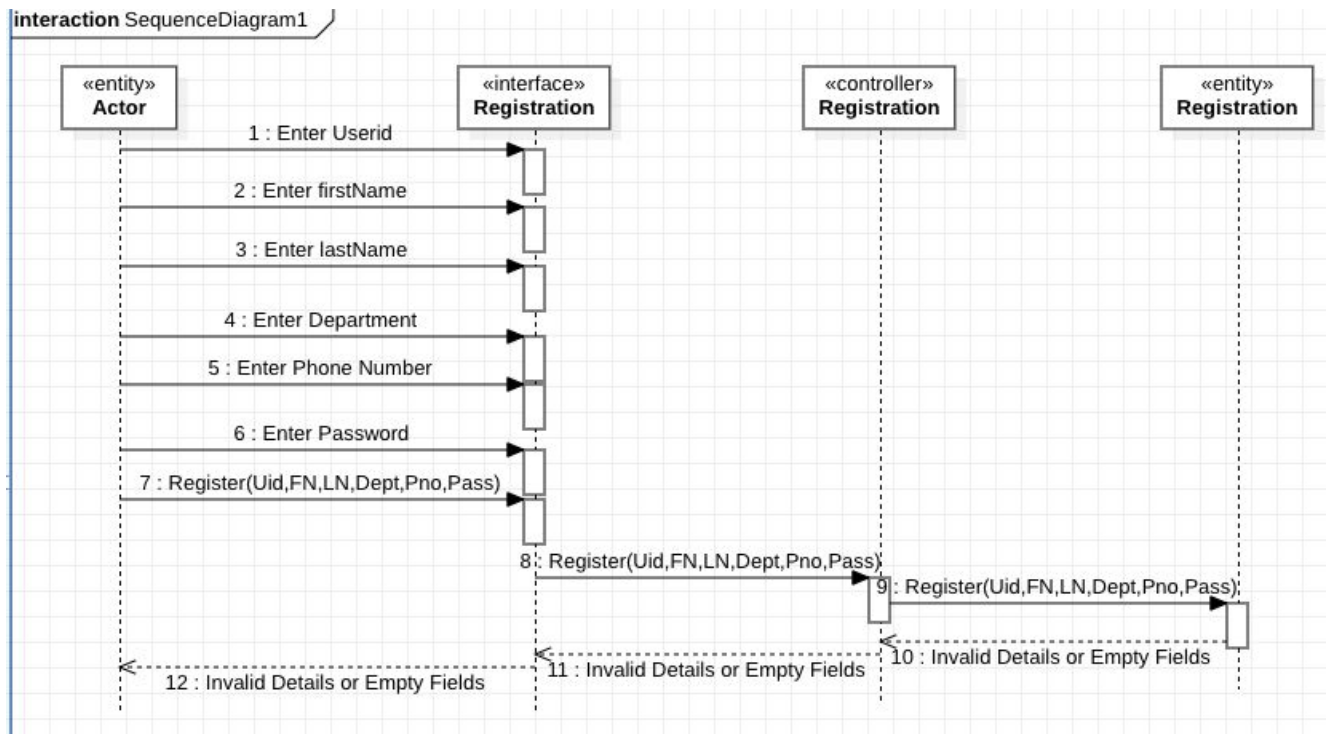 interaction SequenceDiagram1
«entity»
Actor
«interface»
Registration
«controller»
Registration
«entity»
Registration
1 : Enter Userid
2 : Enter firstName
3 : Enter lastName
4 : Enter Department
5 : Enter Phone Number
6 : Enter Password
7 : Register(Uid,FN,LN,Dept,Pno,Pass)
8 : Register(Uid,FN,LN,Dept,Pno,Pass)
9 : Register(Uid,FN,LN,Dept,Pno,Pass)
10 : Invalid Details or Empty Fields
11 : Invalid Details or Empty Fields
12 : Invalid Details or Empty Fields